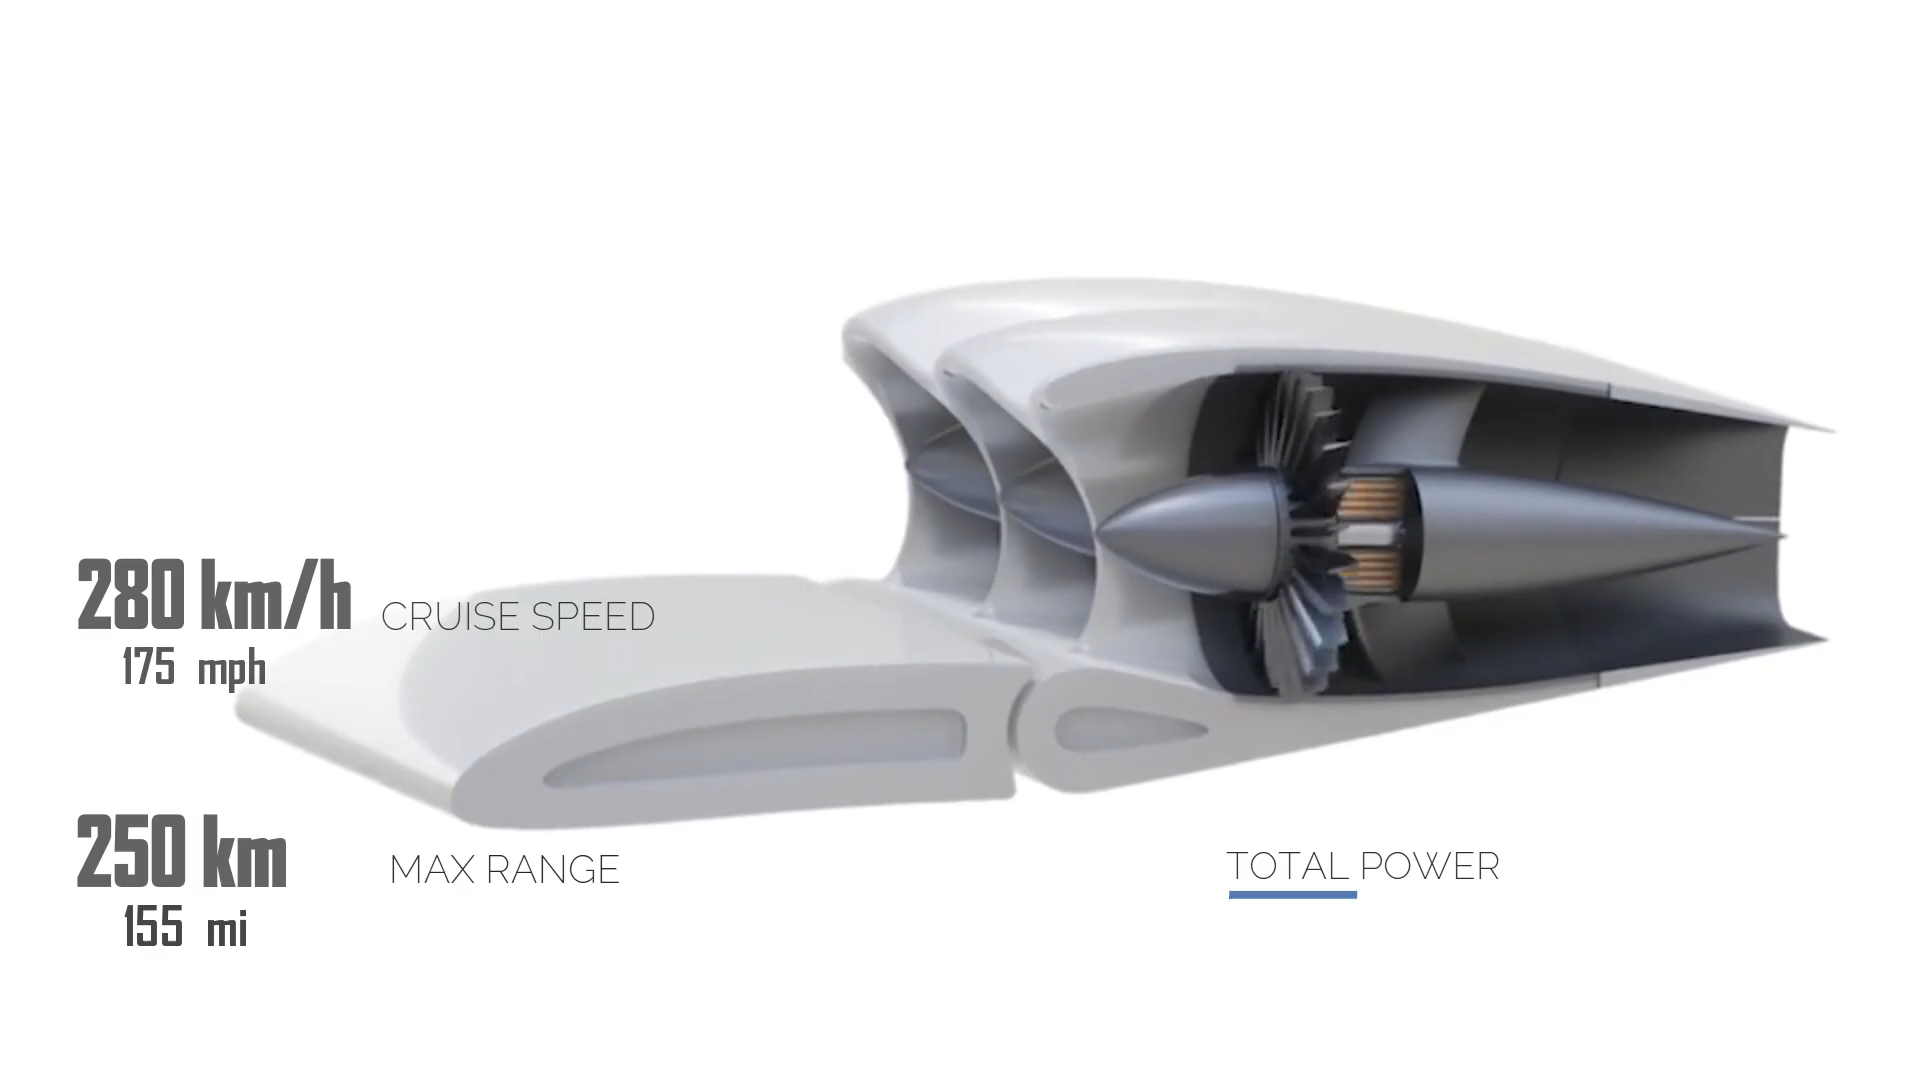 280 km/h CRUISE SPEED
175 mph
250 km MAX RANGE
155 mi
TOTAL POWER